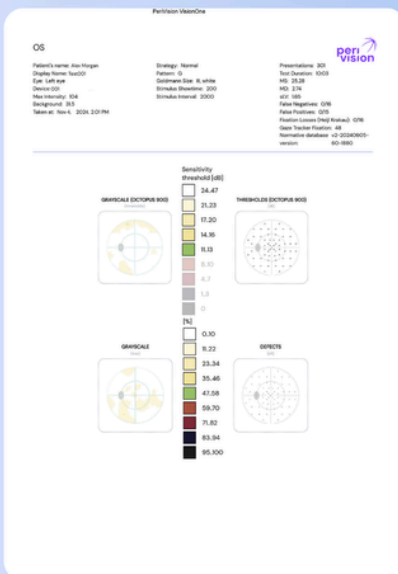 PeriVision VisionOne
OS
peri
vision
Patient's name: Alex Morgan
Display Name: Test001
Eye: Left eye
Device: 001
Max Intensity: 104
Background: 31.5
Taken at: Nov 4, 2024, 2:01 PM
Strategy: Normal
Pattern: G
Goldmann Size: III, white
Stimulus Showtime: 200
Stimulus Interval: 2000
Presentations: 301
Test Duration: 10:03
MS: 25.28
MD: 2.74
sLV: 1.65
False Negatives: 0/16
False Positives: 0/15
Fixation Losses (Heijl Krakau): 0/16
Gaze Tracker Fixation: 48
Normative database
version:
Sensitivity
threshold [dB]
24..47
21..23
17..20
14..16
11..13
8..10
4..7
1..3
0
GRAYSCALE (OCTOPUS 900)
THRESHOLDS (OCTOPUS 900)
[%]
0..10
11..22
23..34
35..46
47..58
59..70
71..82
83..94
95..100
GRAYSCALE
DEFECTS